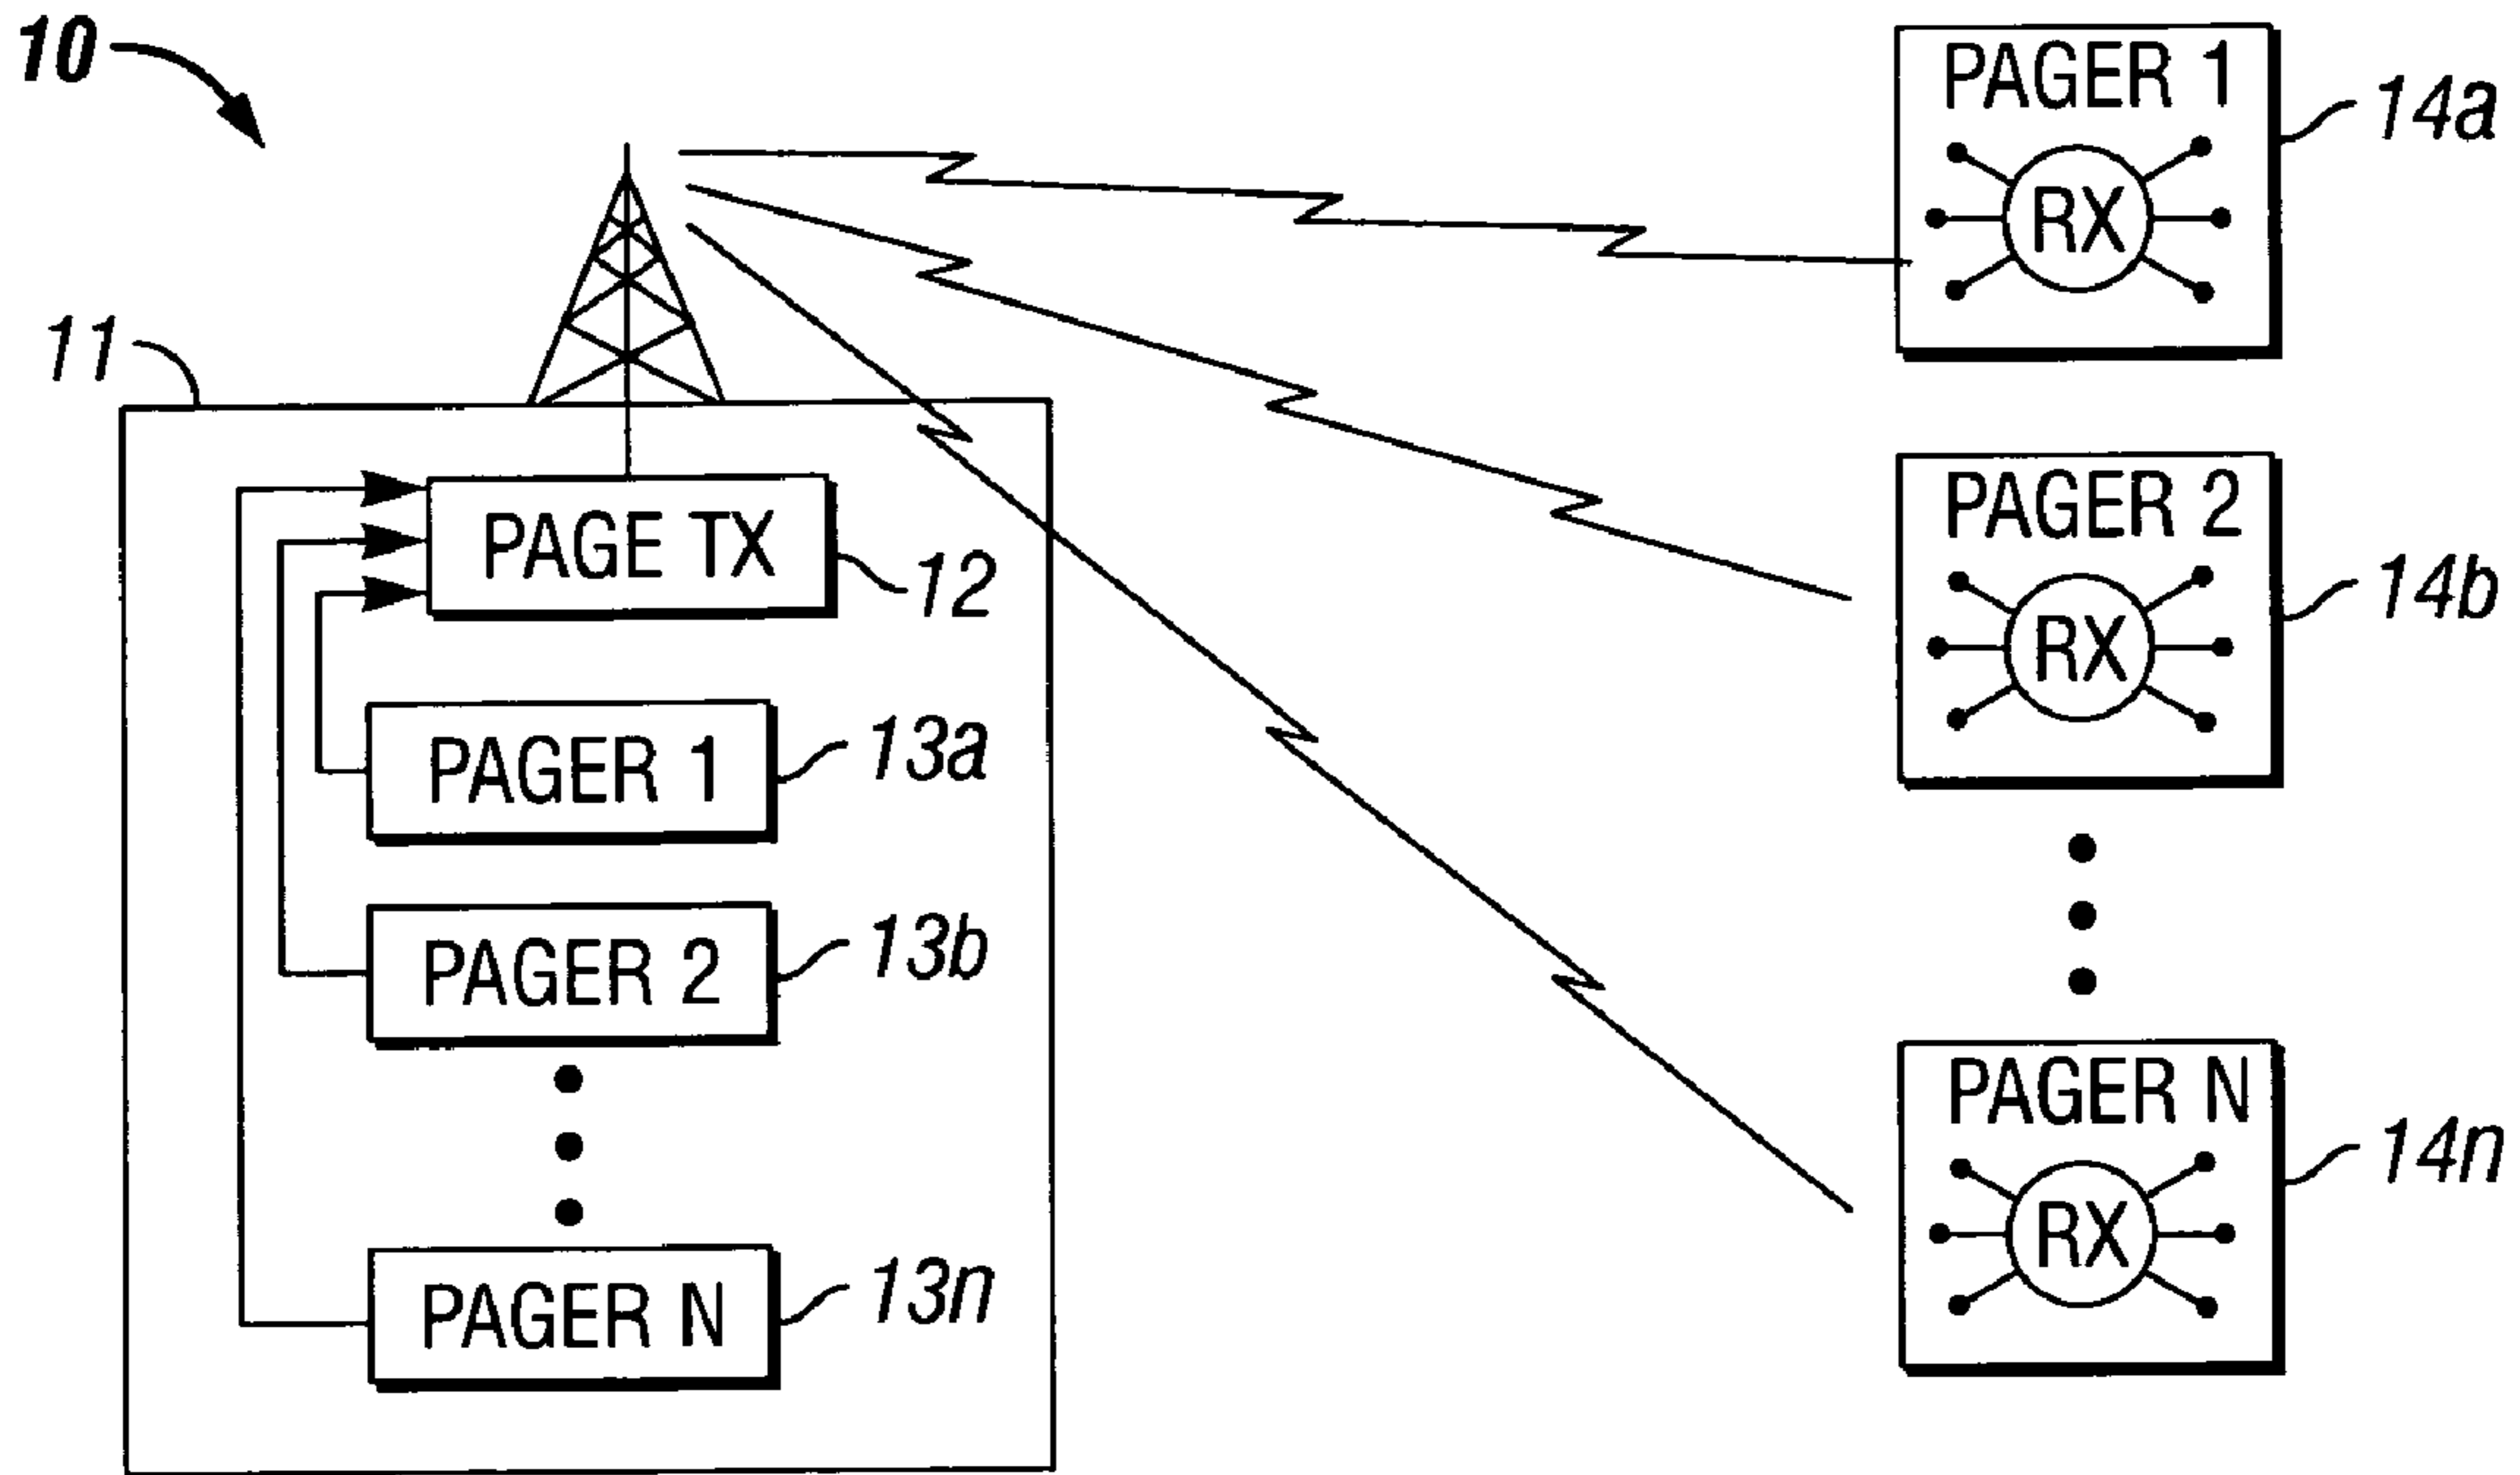 10
11
PAGE TX
12
PAGER 1
13a
PAGER 2
13b
PAGER N
13n
PAGER 1
RX
14a
PAGER 2
RX
14b
PAGER N
RX
14n